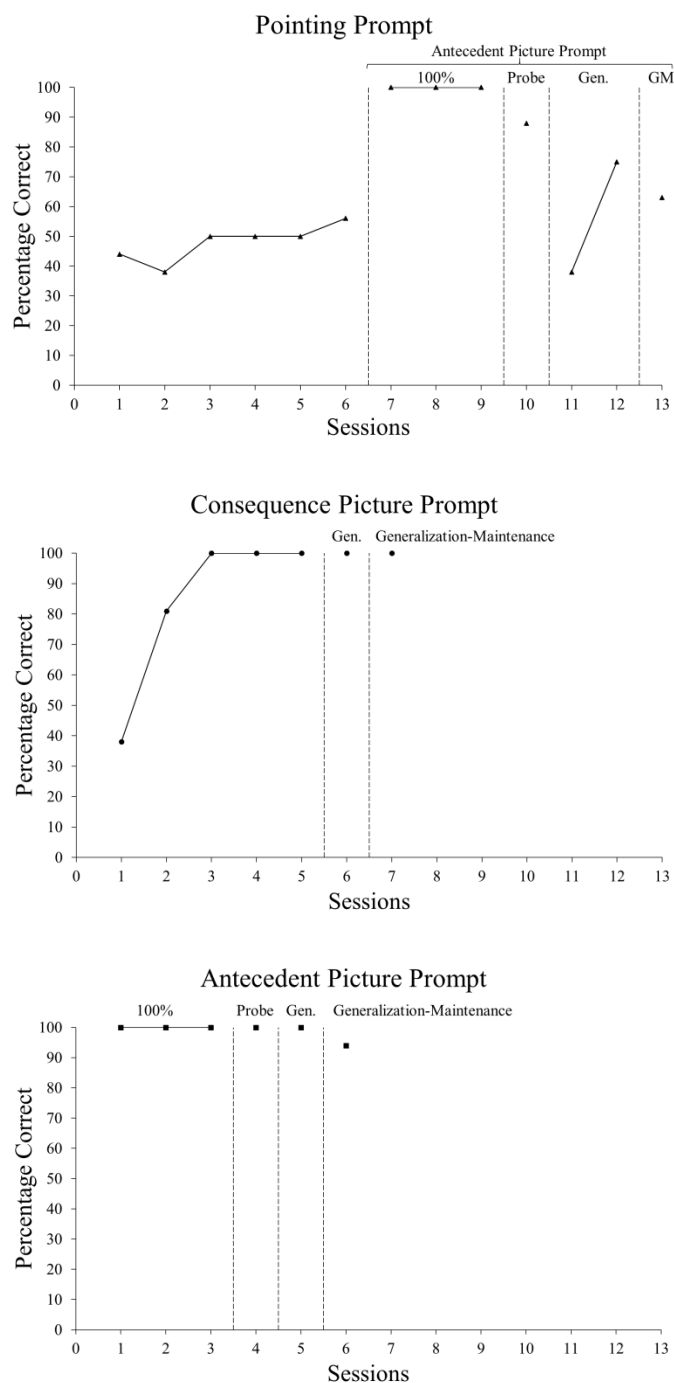 Pointing Prompt
Antecedent Picture Prompt
100% Probe Gen. GM
100
90
80
70
60
50
40
30
20
10
0
Percentage Correct
0 1 2 3 4 5 6 7 8 9 10 11 12 13
Sessions
Consequence Picture Prompt
Gen. Generalization-Maintenance
100
90
80
70
60
50
40
30
20
10
0
Percentage Correct
0 1 2 3 4 5 6 7 8 9 10 11 12 13
Sessions
Antecedent Picture Prompt
100% Probe Gen. Generalization-Maintenance
100
90
80
70
60
50
40
30
20
10
0
Percentage Correct
0 1 2 3 4 5 6 7 8 9 10 11 12 13
Sessions